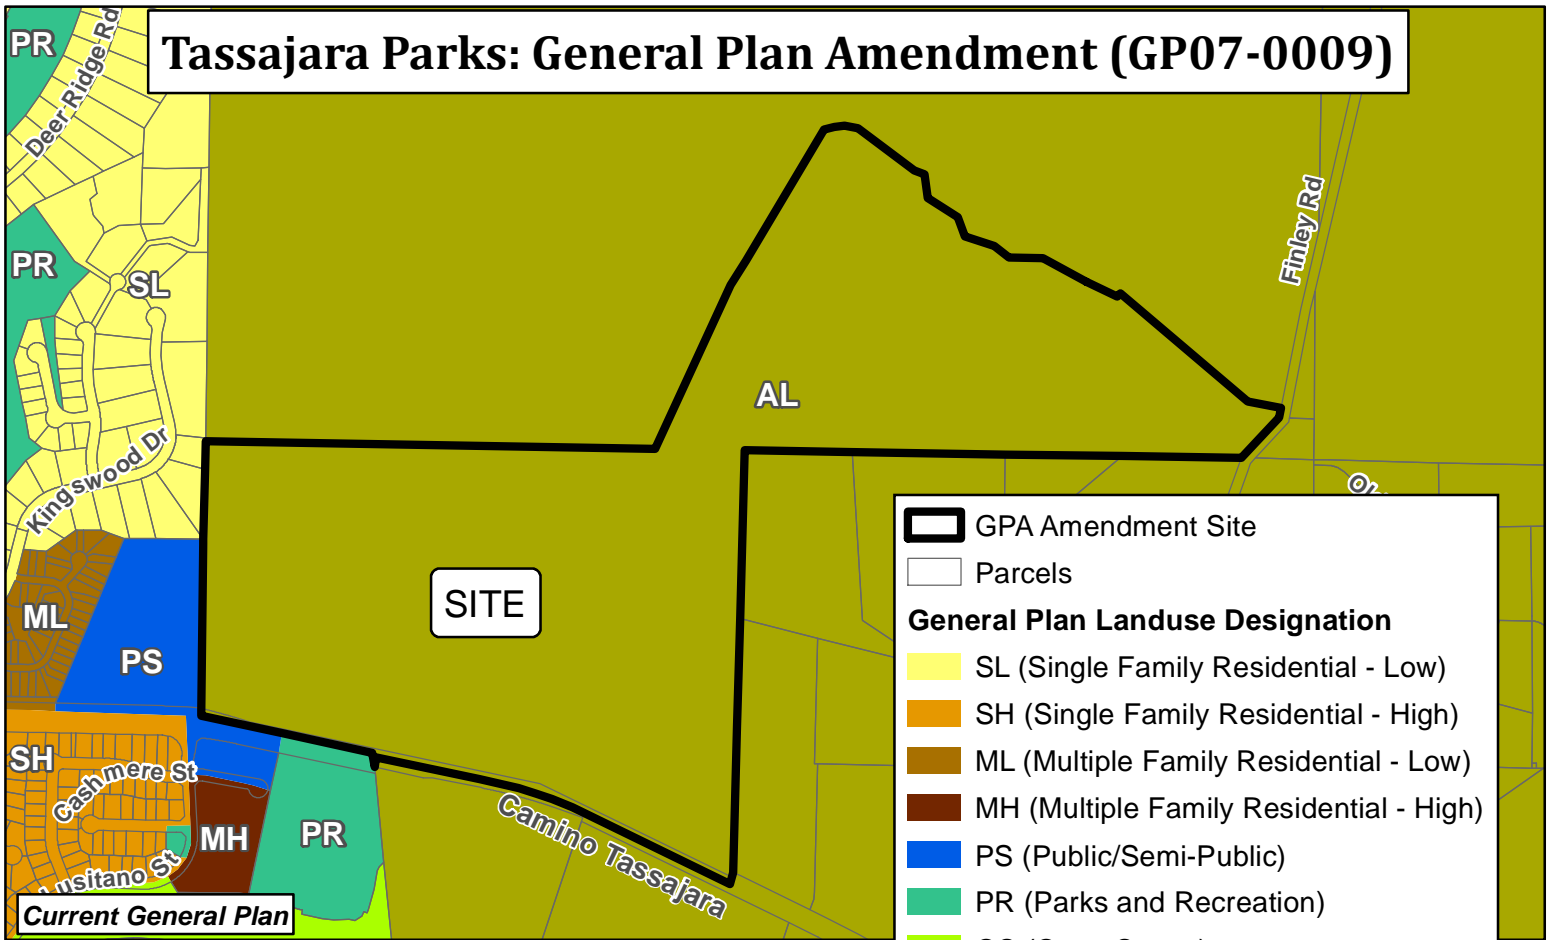 Tassajara Parks: General Plan Amendment (GP07-0009)
PR
Deer Ridge Rd
Finley Rd
PR
SL
AL
Kingswood Dr
GPA Amendment Site
Parcels
General Plan Landuse Designation
SL (Single Family Residential - Low)
SH (Single Family Residential - High)
ML (Multiple Family Residential - Low)
MH (Multiple Family Residential - High)
PS (Public/Semi-Public)
PR (Parks and Recreation)
SITE
ML
PS
SH
Cashmere St
MH
PR
Camino Tassajara
Lusitano St
Current General Plan